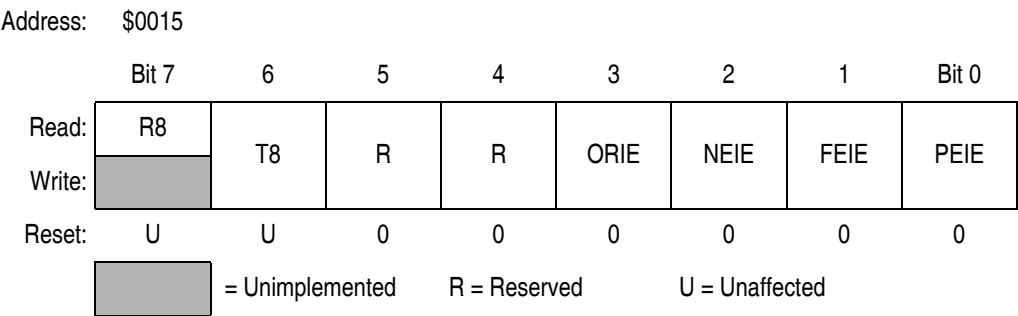 Address: $0015
Bit 7 6 5 4 3 2 1 Bit 0
Read: R8
T8 R R ORIE NEIE FEIE PEIE
Write:
Reset: U U 0 0 0 0 0 0
= Unimplemented R = Reserved U = Unaffected